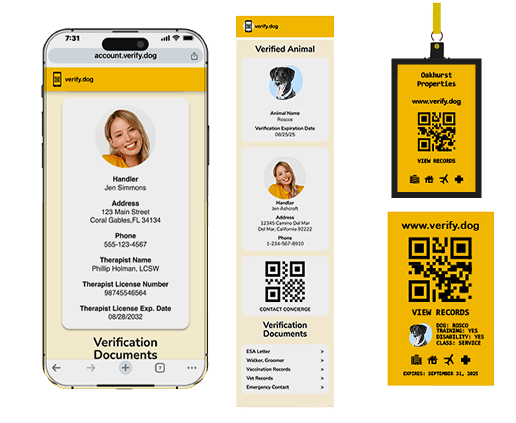 7:31
account.verify.dog
verify.dog
Handler
Jen Simmons
Address
123 Main Street
Coral Gables,FL 34134
Phone
555-123-4567
Therapist Name
Phillip Holman, LCSW
Therapist License Number
98745546564
Therapist License Exp. Date
08/28/2032
Verification
Documents
verify.dog
Verified Animal
Animal Name
Roscoe
Verification Expiration Date
08/25/25
Handler
Jen Ashcroft
Address
12345 Camino Del Mar
Del Mar, California 92222
Phone
1-234-567-8910
CONTACT CONCIERGE
Verification
Documents
ESA Letter >
Walker, Groomer >
Vaccination Records >
Vet Records >
Emergency Contact >
Oakhurst
Properties
www.verify.dog
VIEW RECORDS
www.verify.dog
VIEW RECORDS
DOG: ROSCO
TRAINING: YES
DISABILITY: YES
CLASS: SERVICE
EXPIRES: SEPTEMBER 31, 2025